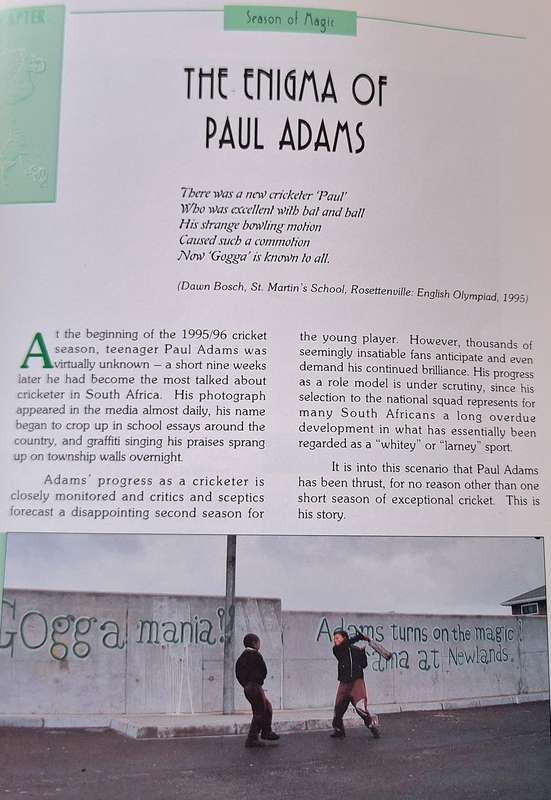 APTER
Season of Magic
THE ENIGMA OF
PAUL ADAMS
There was a new cricketer 'Paul'
Who was excellent with bat and ball
His strange bowling motion
Caused such a commotion
Now 'Gogga' is known to all.
(Dawn Bosch, St. Martin's School, Rosettenville: English Olympiad, 1995)
At the beginning of the 1995/96 cricket
season, teenager Paul Adams was
virtually unknown – a short nine weeks
later he had become the most talked about
cricketer in South Africa. His photograph
appeared in the media almost daily, his name
began to crop up in school essays around the
country, and graffiti singing his praises sprang
up on township walls overnight.
Adams' progress as a cricketer is
closely monitored and critics and sceptics
forecast a disappointing second season for
the young player. However, thousands of
seemingly insatiable fans anticipate and even
demand his continued brilliance. His progress
as a role model is under scrutiny, since his
selection to the national squad represents for
many South Africans a long overdue
development in what has essentially been
regarded as a "whitey" or "larney" sport.
It is into this scenario that Paul Adams
has been thrust, for no reason other than one
short season of exceptional cricket. This is
his story.
Gogga mania!!
Adams turns on the magic!
at Newlands.